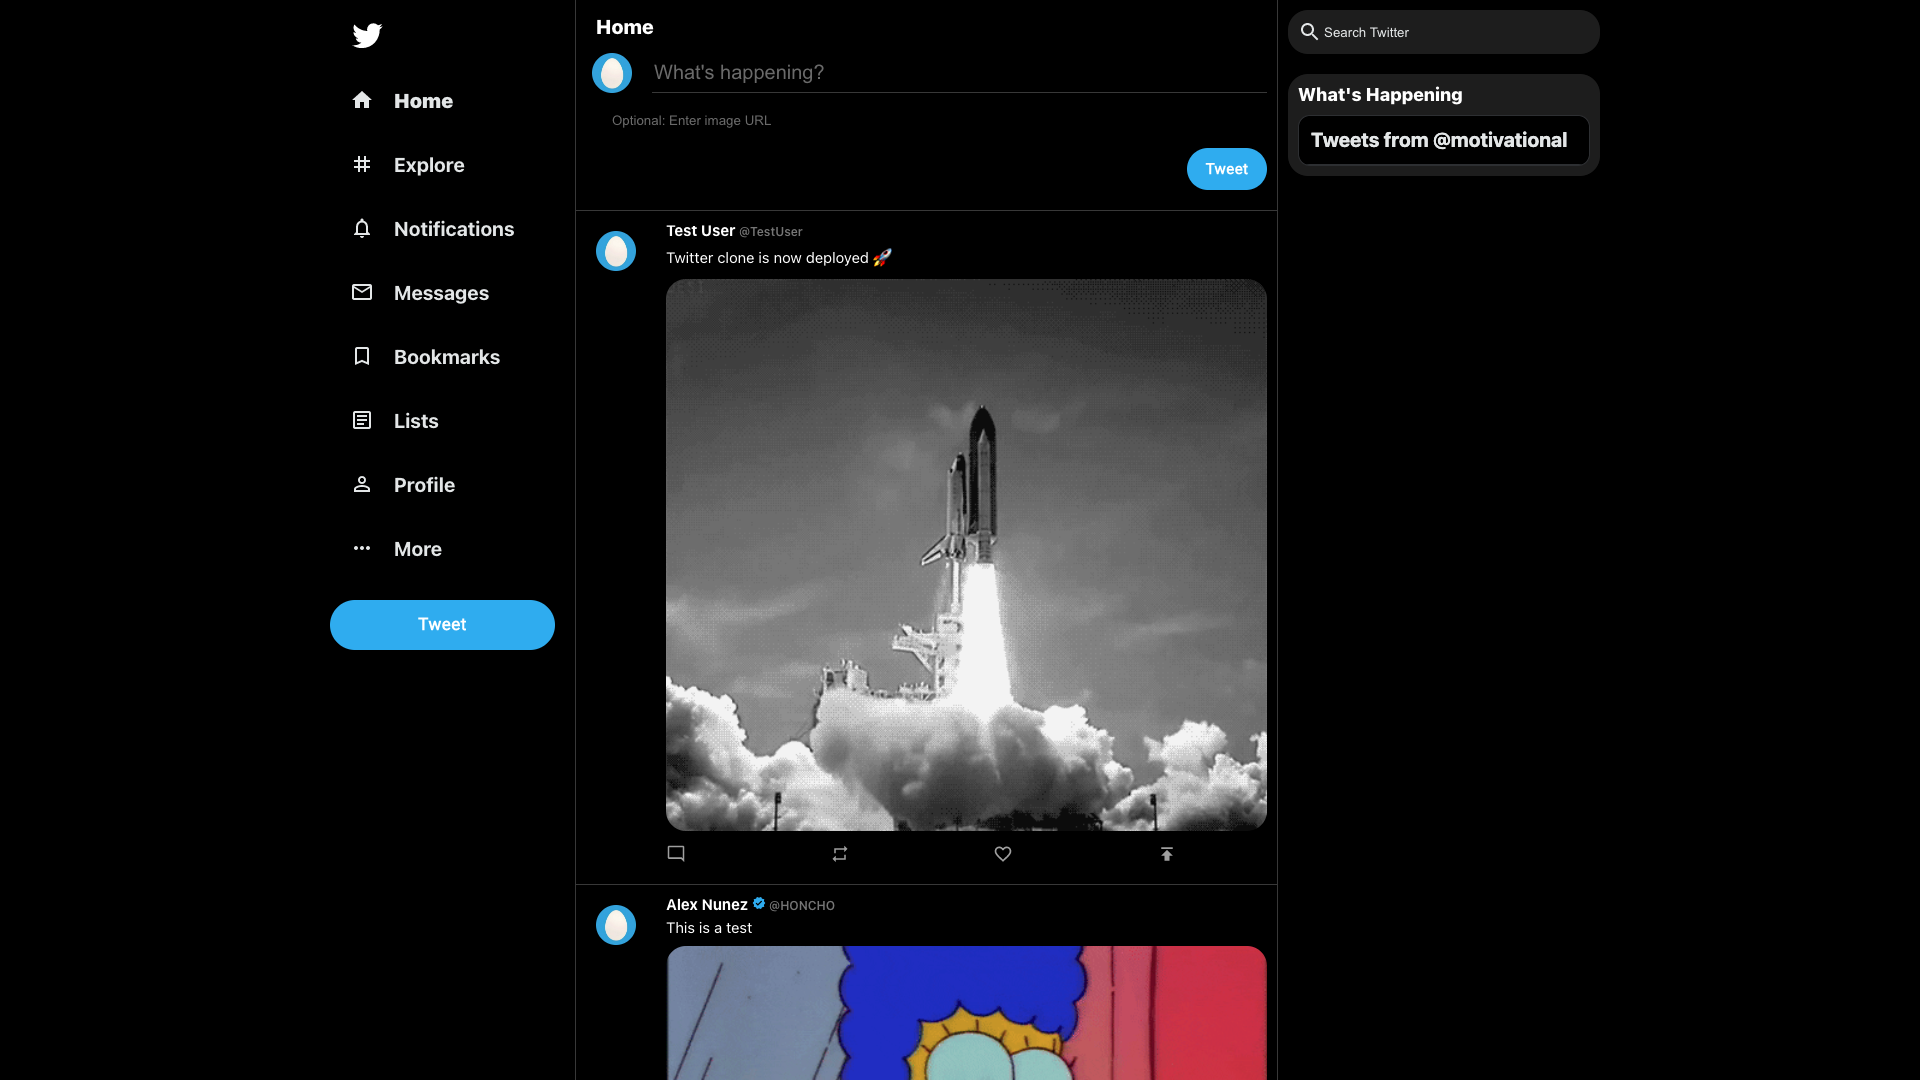 Home
Explore
Notifications
Messages
Bookmarks
Lists
Profile
More
Tweet
Home
What's happening?
Optional: Enter image URL
Tweet
Test User @TestUser
Twitter clone is now deployed 🚀
Alex Nunez @HONCHO
This is a test
Search Twitter
What's Happening
Tweets from @motivational